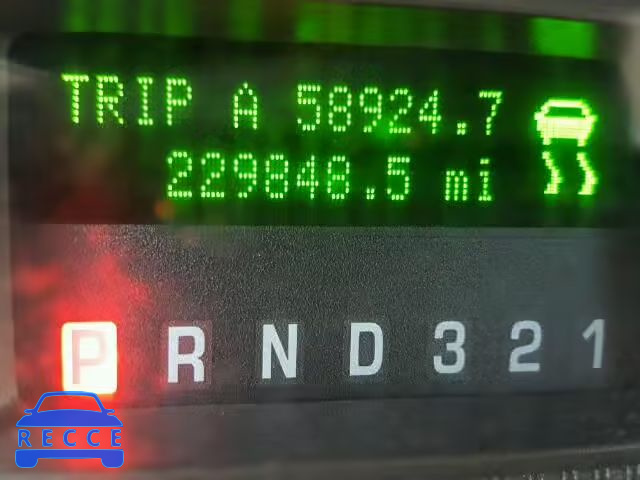 TRIP A 58924.7
229848.5 mi
P R N D 3 2 1
RECCE